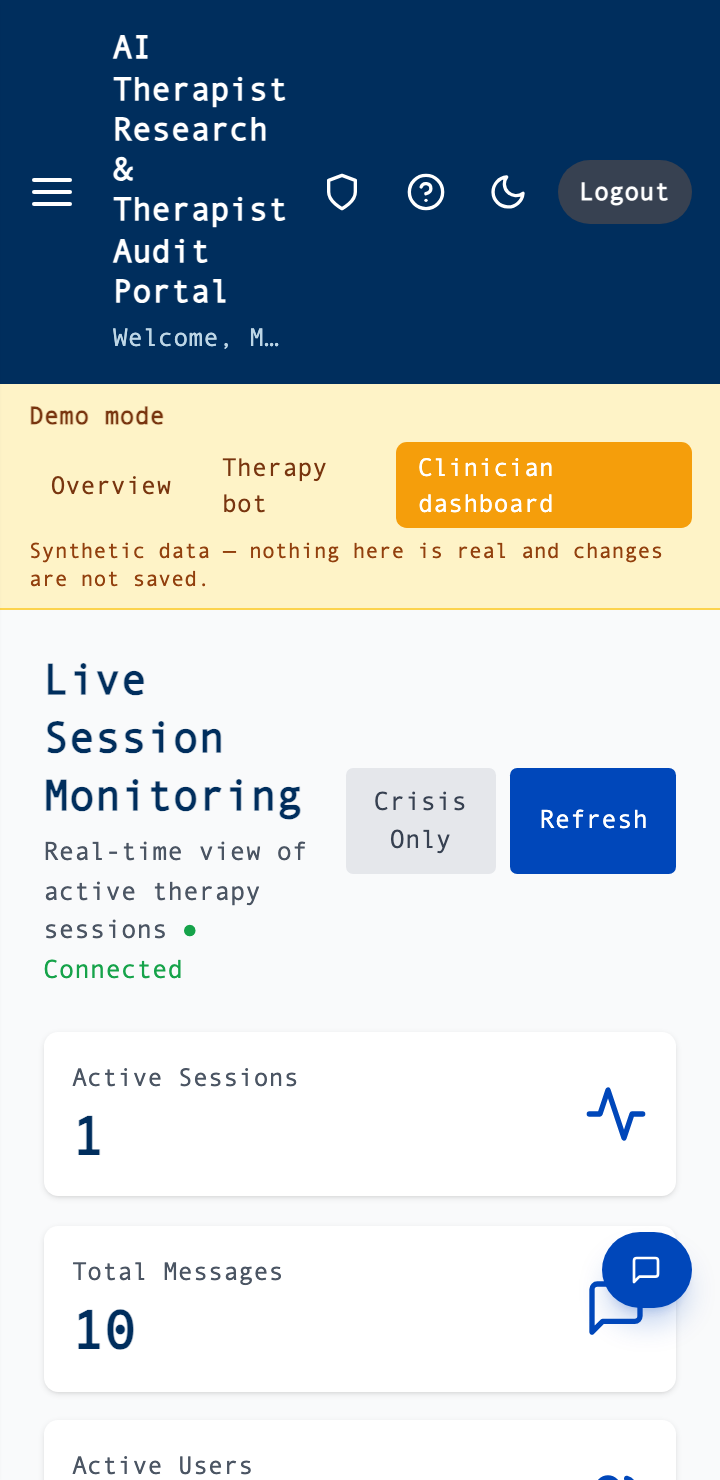 AI
Therapist
Research
&
Therapist
Audit
Portal
Welcome, M…
Logout
Demo mode
Overview
Therapy
bot
Clinician
dashboard
Synthetic data — nothing here is real and changes
are not saved.
Live
Session
Monitoring
Real-time view of
active therapy
sessions ●
Connected
Crisis
Only
Refresh
Active Sessions
1
Total Messages
10
Active Users